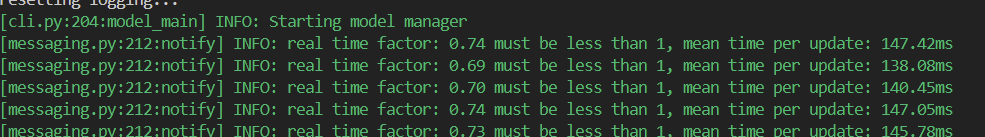 resetting logging...
[cli.py:204:model_main] INFO: Starting model manager
[messaging.py:212:notify] INFO: real time factor: 0.74 must be less than 1, mean time per update: 147.42ms
[messaging.py:212:notify] INFO: real time factor: 0.69 must be less than 1, mean time per update: 138.08ms
[messaging.py:212:notify] INFO: real time factor: 0.70 must be less than 1, mean time per update: 140.45ms
[messaging.py:212:notify] INFO: real time factor: 0.74 must be less than 1, mean time per update: 147.05ms
[messaging.py:212:notify] INFO: real time factor: 0.73 must be less than 1, mean time per update: 145.78ms